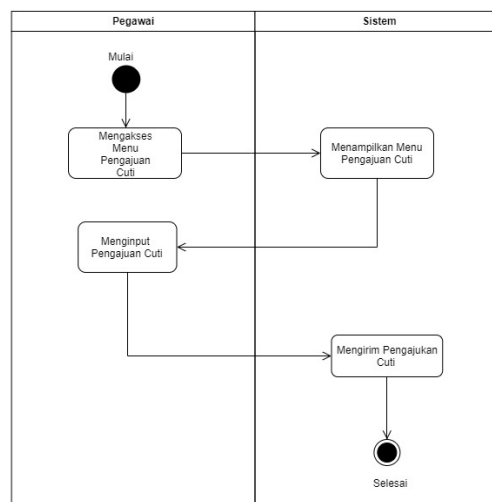 Pegawai
Sistem
Mulai
Mengakses
Menu
Pengajuan
Cuti
Menampilkan Menu
Pengajuan Cuti
Menginput
Pengajuan Cuti
Mengirim Pengajukan
Cuti
Selesai